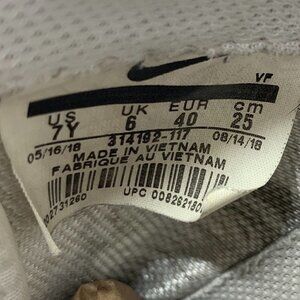 VF
US UK EUR cm
7Y 6 40 25
314192-117
05/16/18 08/14/18
MADE IN VIETNAM
FABRIQUE AU VIETNAM
UPC